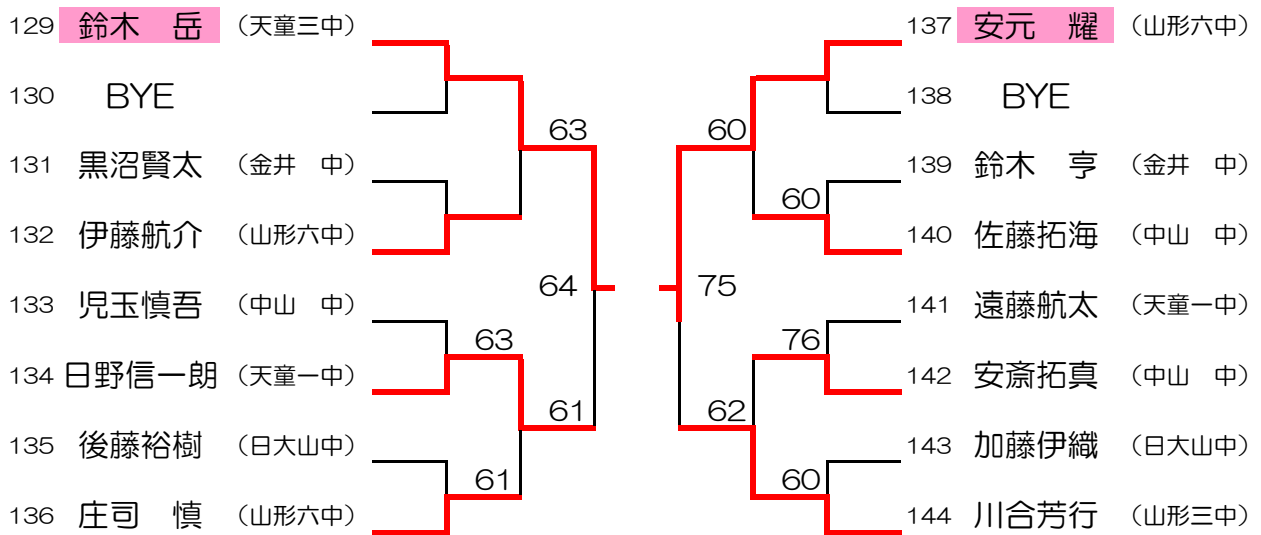 129 鈴木　岳 （天童三中）
130 BYE
131 黒沼賢太 （金井　中）
132 伊藤航介 （山形六中）
133 児玉慎吾 （中山　中）
134 日野信一朗 （天童一中）
135 後藤裕樹 （日大山中）
136 庄司　慎 （山形六中）
63
64
63
61
61
60
60
75
76
62
60
137 安元　耀 （山形六中）
138 BYE
139 鈴木　亨 （金井　中）
140 佐藤拓海 （中山　中）
141 遠藤航太 （天童一中）
142 安斎拓真 （中山　中）
143 加藤伊織 （日大山中）
144 川合芳行 （山形三中）